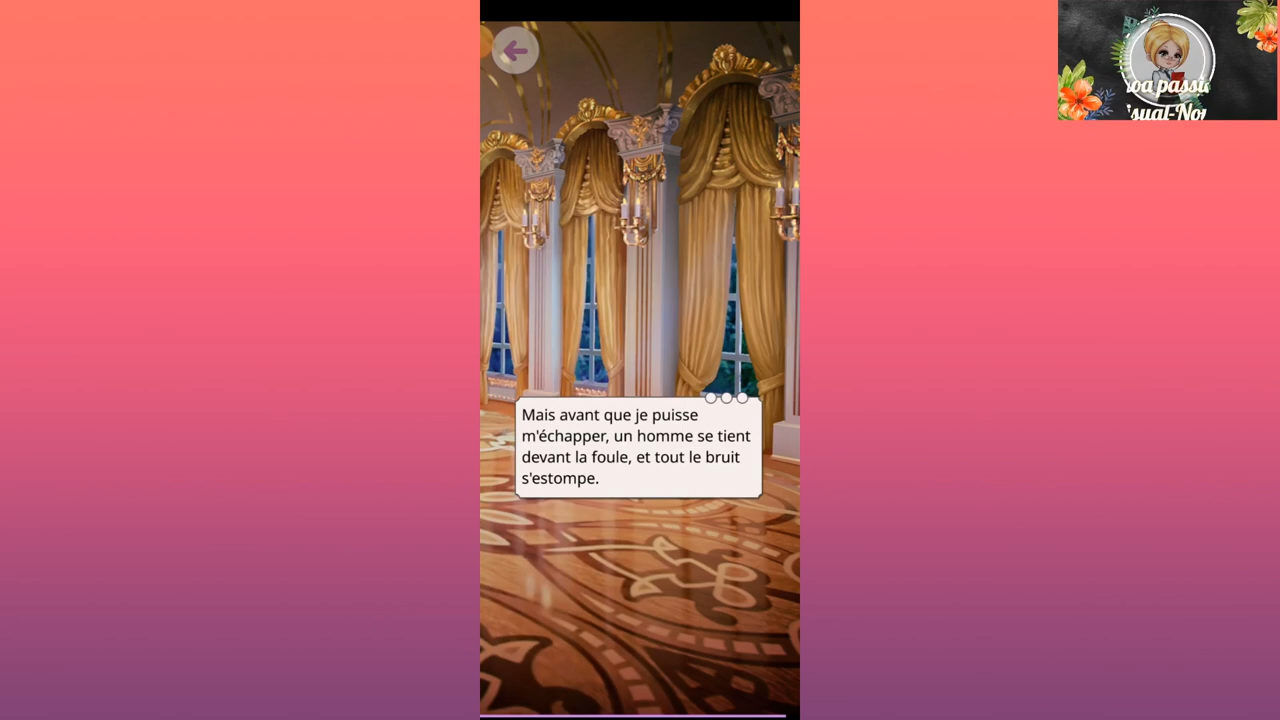 Mais avant que je puisse
m'échapper, un homme se tient
devant la foule, et tout le bruit
s'estompe.